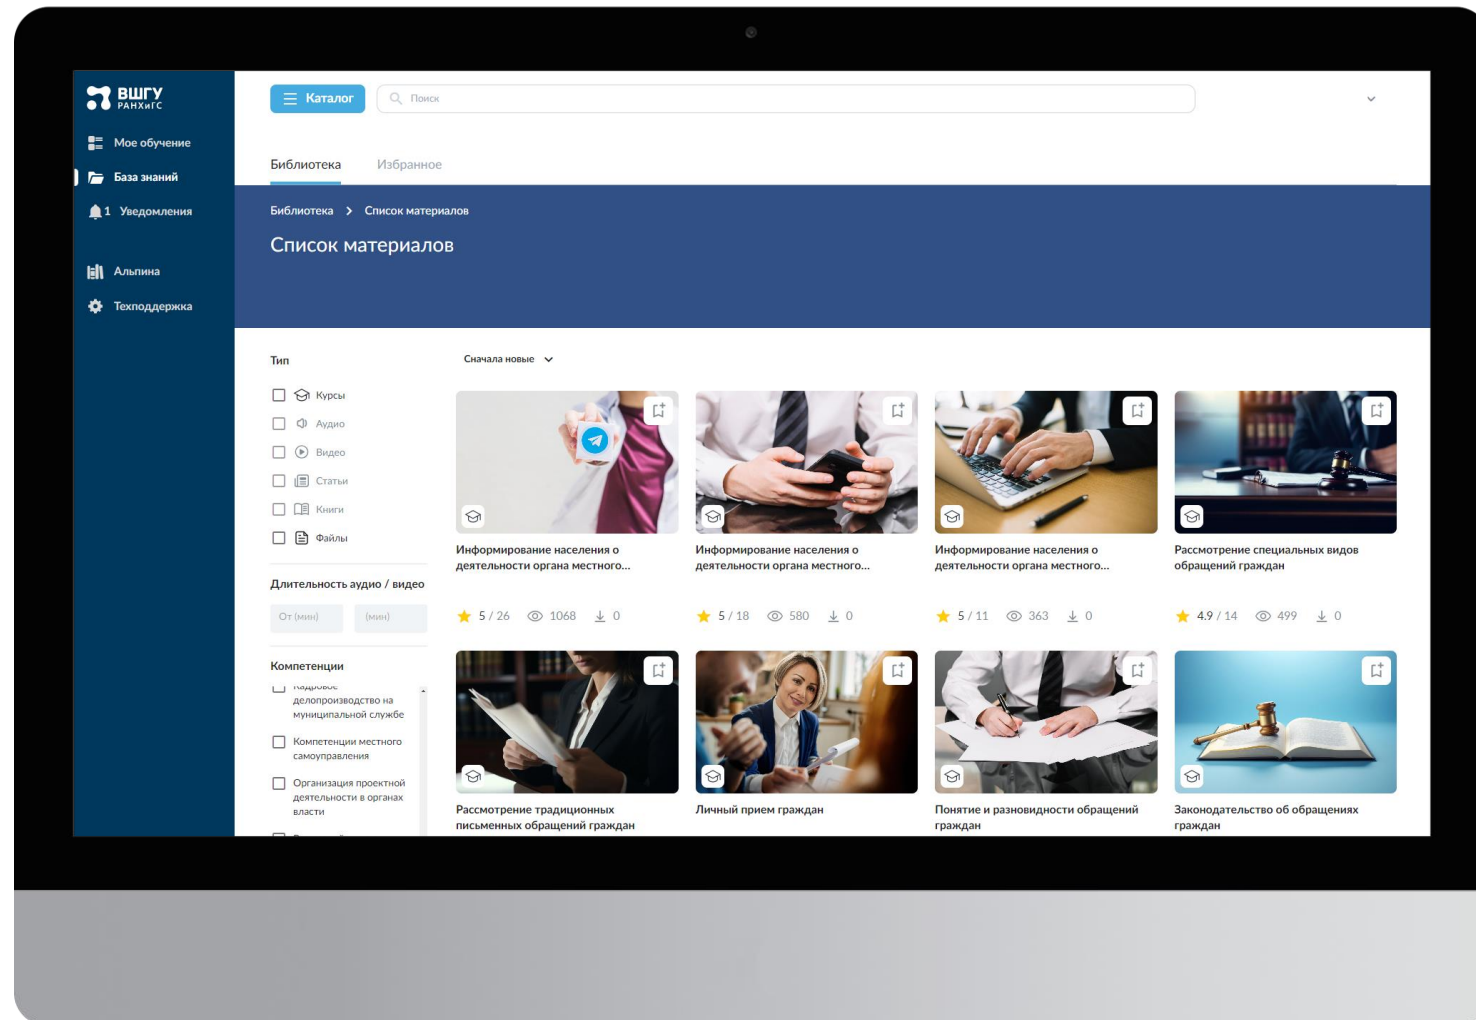 ВШГУ
РАНХиГС
Мое обучение
База знаний
1 Уведомления
Альпина
Техподдержка
Каталог
Поиск
Библиотека Избранное
Библиотека > Список материалов
Список материалов
Тип
Курсы
Аудио
Видео
Статьи
Книги
Файлы
Длительность аудио / видео
От (мин) (мин)
Компетенции
Кадровое
делопроизводство на
муниципальной службе
Компетенции местного
самоуправления
Организация проектной
деятельности в органах
власти
Сначала новые
Информирование населения о
деятельности органа местного...
5 / 26 1068 0
Информирование населения о
деятельности органа местного...
5 / 18 580 0
Информирование населения о
деятельности органа местного...
5 / 11 363 0
Рассмотрение специальных видов
обращений граждан
4.9 / 14 499 0
Рассмотрение традиционных
письменных обращений граждан
Личный прием граждан
Понятие и разновидности обращений
граждан
Законодательство об обращениях
граждан